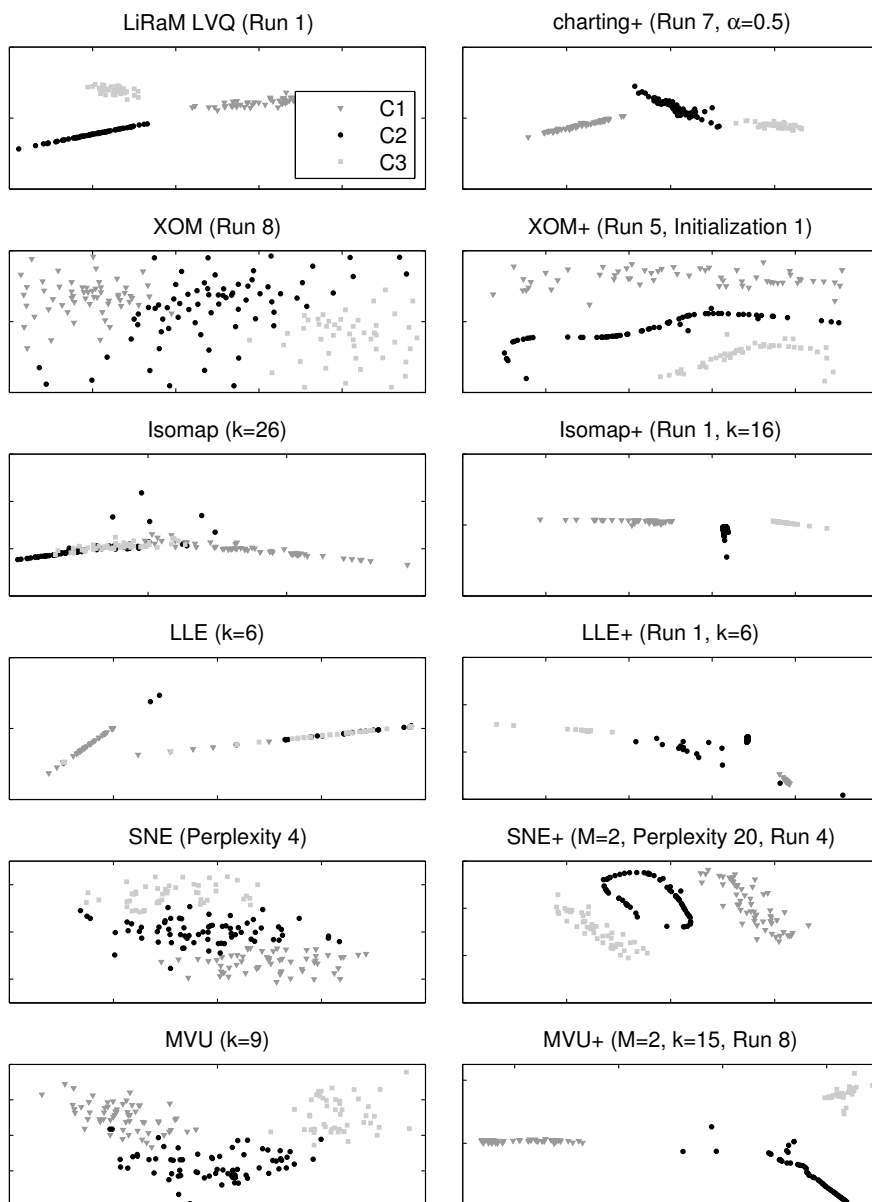 LiRaM LVQ (Run 1)
charting+ (Run 7, α=0.5)
C1
C2
C3
XOM (Run 8)
XOM+ (Run 5, Initialization 1)
Isomap (k=26)
Isomap+ (Run 1, k=16)
LLE (k=6)
LLE+ (Run 1, k=6)
SNE (Perplexity 4)
SNE+ (M=2, Perplexity 20, Run 4)
MVU (k=9)
MVU+ (M=2, k=15, Run 8)